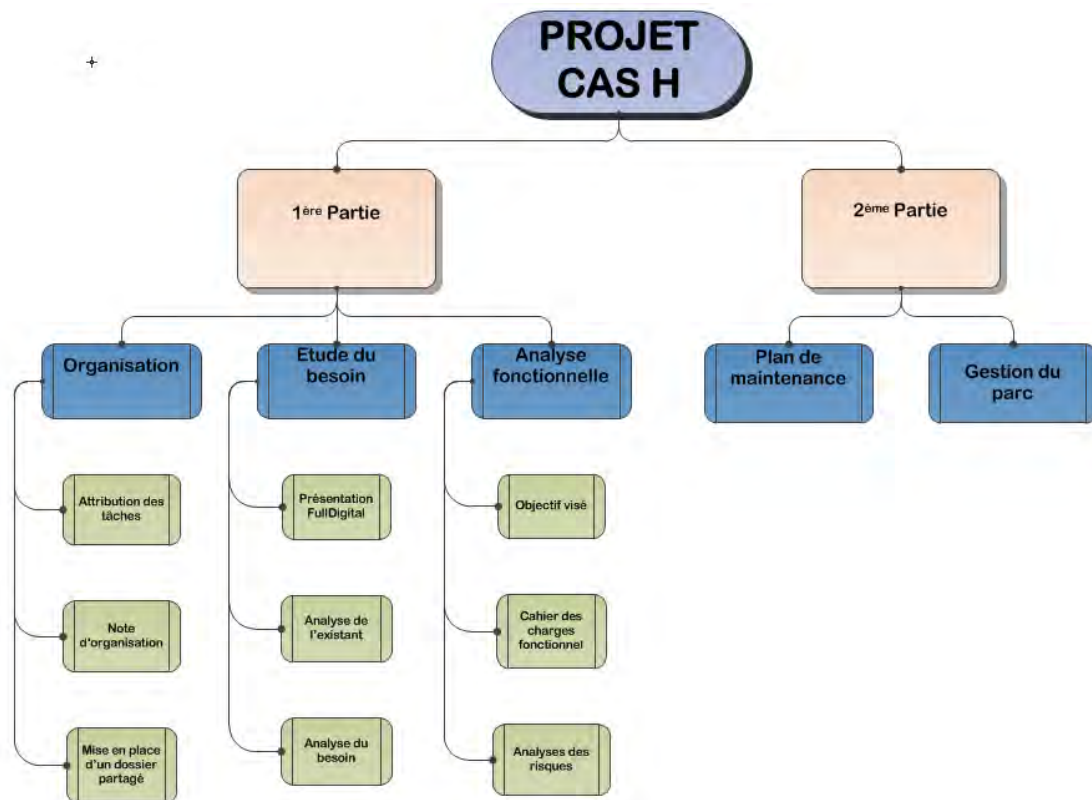 PROJET
CAS H
1ère Partie
2ème Partie
Organisation
Etude du
besoin
Analyse
fonctionnelle
Plan de
maintenance
Gestion du
parc
Attribution des
tâches
Présentation
FullDigital
Objectif visé
Note
d'organisation
Analyse de
l'existant
Cahier des
charges
fonctionnel
Mise en place
d'un dossier
partagé
Analyse du
besoin
Analyses des
risques